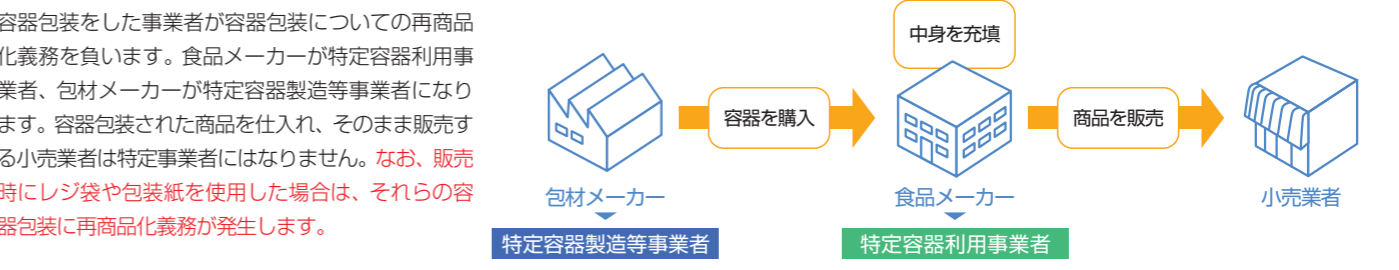 容器包装をした事業者が容器包装についての再商品
化義務を負います。食品メーカーが特定容器利用事
業者、包材メーカーが特定容器製造等事業者になり
ます。容器包装された商品を仕入れ、そのまま販売す
る小売業者は特定事業者にはなりません。なお、販売
時にレジ袋や包装紙を使用した場合は、それらの容
器包装に再商品化義務が発生します。
中身を充填
容器を購入
商品を販売
包材メーカー
食品メーカー
小売業者
特定容器製造等事業者
特定容器利用事業者